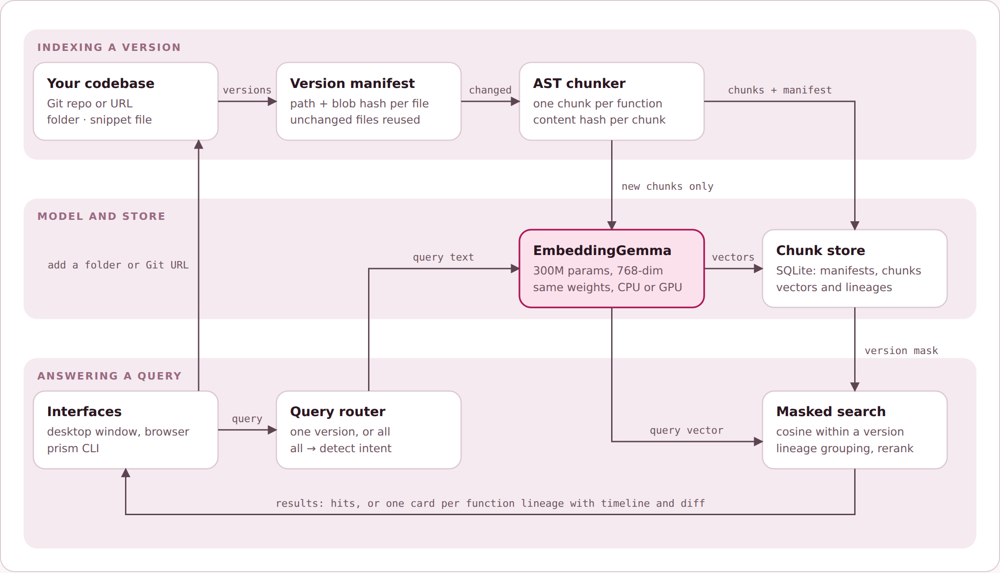 INDEXING A VERSION
Your codebase
Git repo or URL
folder · snippet file
versions
Version manifest
path + blob hash per file
unchanged files reused
changed
AST chunker
one chunk per function
content hash per chunk
chunks + manifest
new chunks only
MODEL AND STORE
add a folder or Git URL
query text
EmbeddingGemma
300M params, 768-dim
same weights, CPU or GPU
vectors
Chunk store
SQLite: manifests, chunks
vectors and lineages
version mask
ANSWERING A QUERY
Interfaces
desktop window, browser
prism CLI
query
Query router
one version, or all
all → detect intent
query vector
Masked search
cosine within a version
lineage grouping, rerank
results: hits, or one card per function lineage with timeline and diff